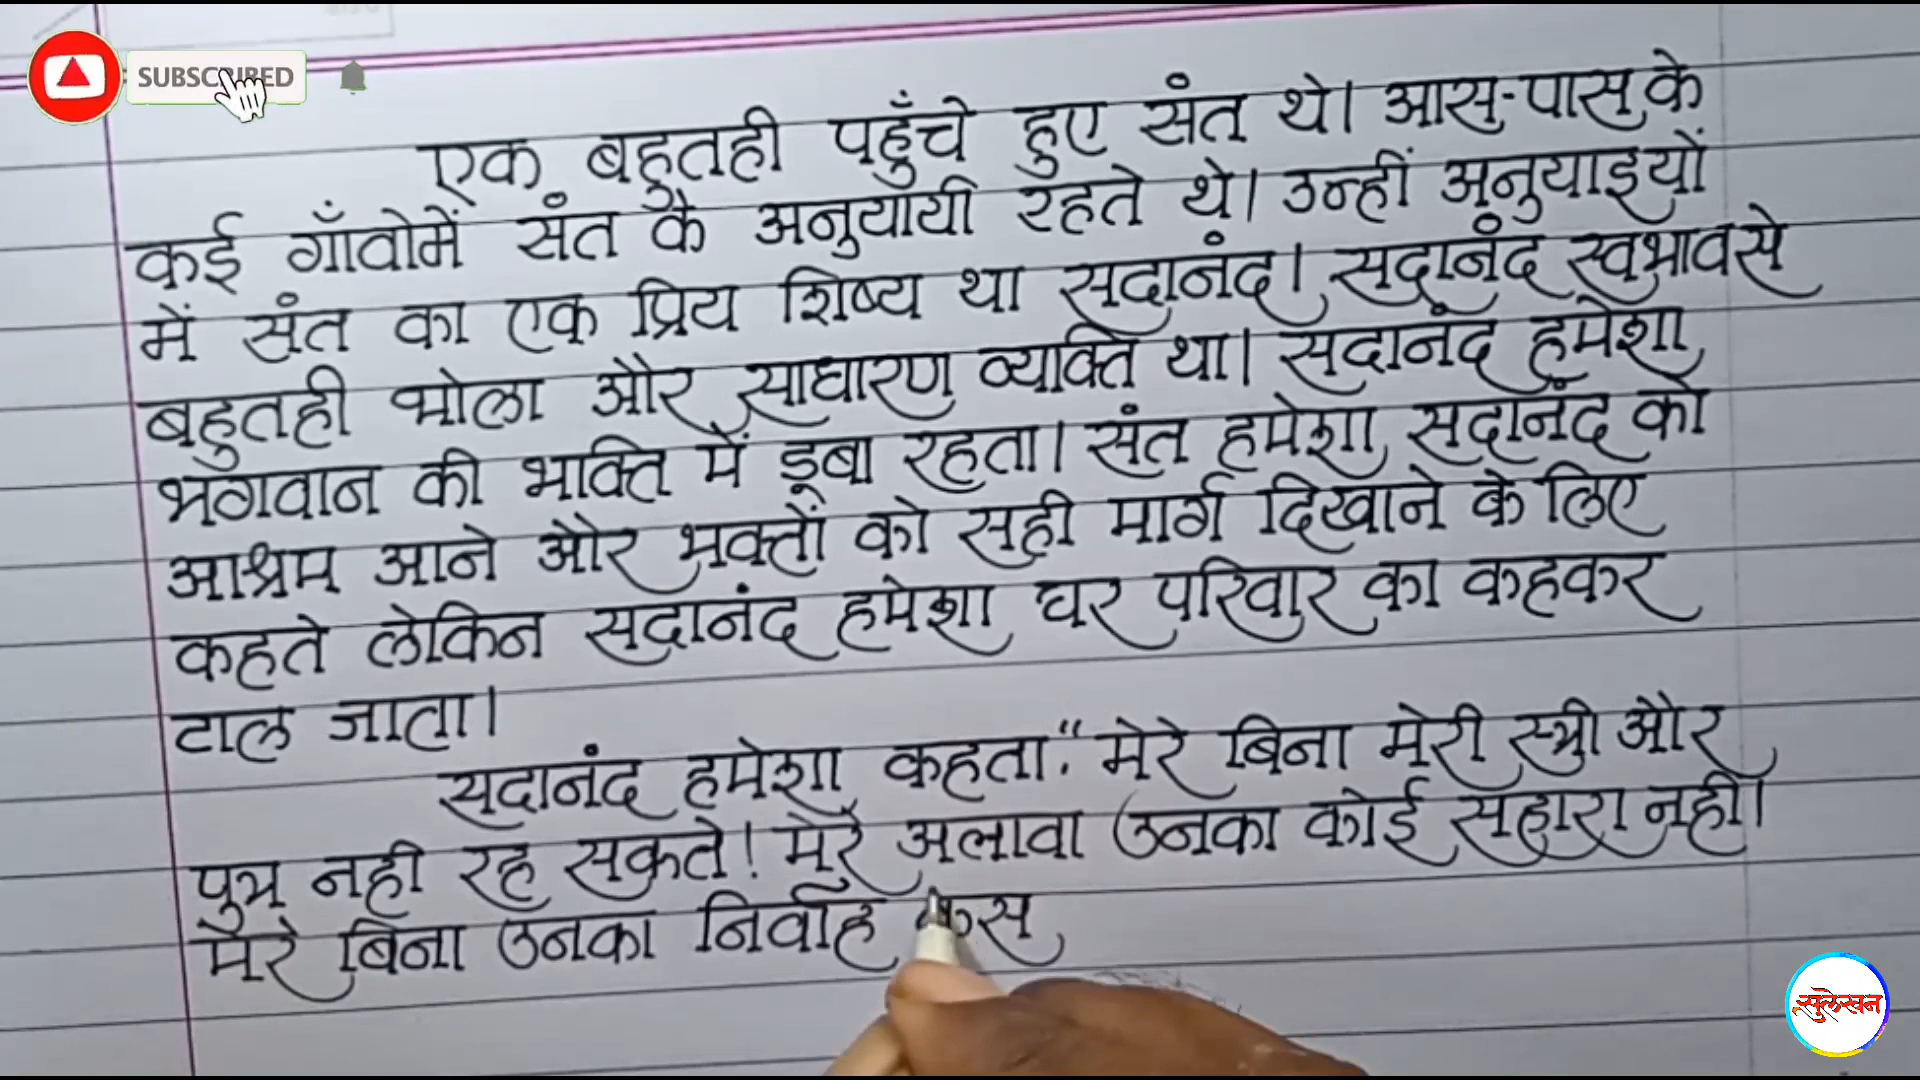 SUBSCRIBED
एक बहुतही पहुँचे हुए संत थे। आस-पास के
कई गाँवोमें संत के अनुयायी रहते थे। उन्हीं अनुयाइयों
में संत का एक प्रिय शिष्य था सदानंद। सदानंद स्वभावसे
बहुतही भोला और साधारण व्यक्ति था। सदानंद हमेशा
भगवान की भक्ति में डूबा रहता। संत हमेशा सदानंद को
आश्रम आने और भक्तों को सही मार्ग दिखाने के लिए
कहते लेकिन सदानंद हमेशा घर परिवार का कहकर
टाल जाता।
सदानंद हमेशा कहता."मेरे बिना मेरी स्त्री और
पुत्र नही रह सकते! मेरे अलावा उनका कोई सहारा नही।
मेरे बिना उनका निर्वाह कस
सुलेखन